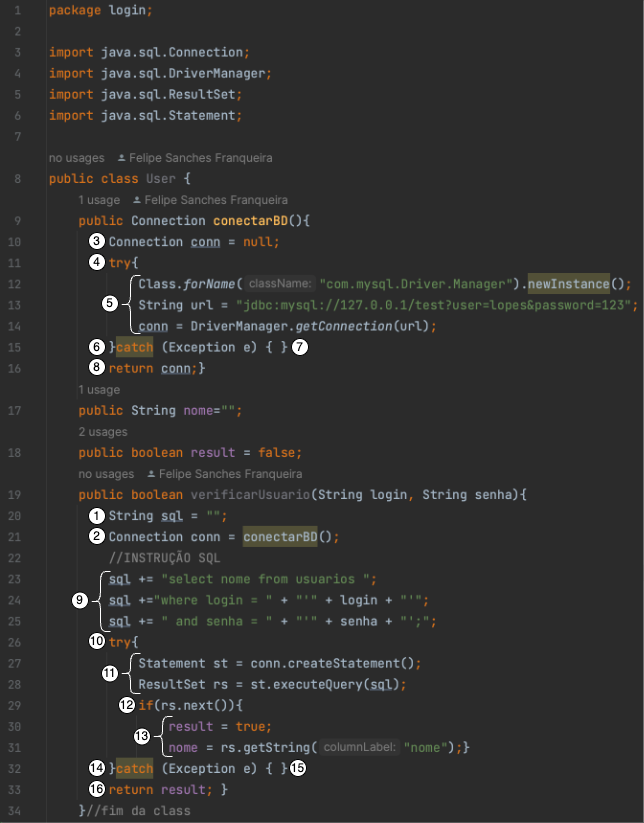 1 package login;
2
3 import java.sql.Connection;
4 import java.sql.DriverManager;
5 import java.sql.ResultSet;
6 import java.sql.Statement;
7
no usages Felipe Sanches Franqueira
8 public class User {
1 usage Felipe Sanches Franqueira
9 public Connection conectarBD(){
10 3 Connection conn = null;
11 4 try{
12 Class.forName( className: "com.mysql.Driver.Manager").newInstance();
13 5 String url = "jdbc:mysql://127.0.0.1/test?user=lopes&password=123";
14 conn = DriverManager.getConnection(url);
15 6 }catch (Exception e) { } 7
16 8 return conn;}
1 usage
17 public String nome="";
2 usages
18 public boolean result = false;
no usages Felipe Sanches Franqueira
19 public boolean verificarUsuario(String login, String senha){
20 1 String sql = "";
21 2 Connection conn = conectarBD();
22 //INSTRUÇÃO SQL
23 sql += "select nome from usuarios ";
24 9 sql +="where login = " + "'" + login + "'";
25 sql += " and senha = " + "'" + senha + "';";
26 10 try{
27 11 Statement st = conn.createStatement();
28 ResultSet rs = st.executeQuery(sql);
29 12 if(rs.next()){
30 13 result = true;
31 nome = rs.getString( columnLabel: "nome");}
32 14 }catch (Exception e) { } 15
33 16 return result; }
34 }//fim da class